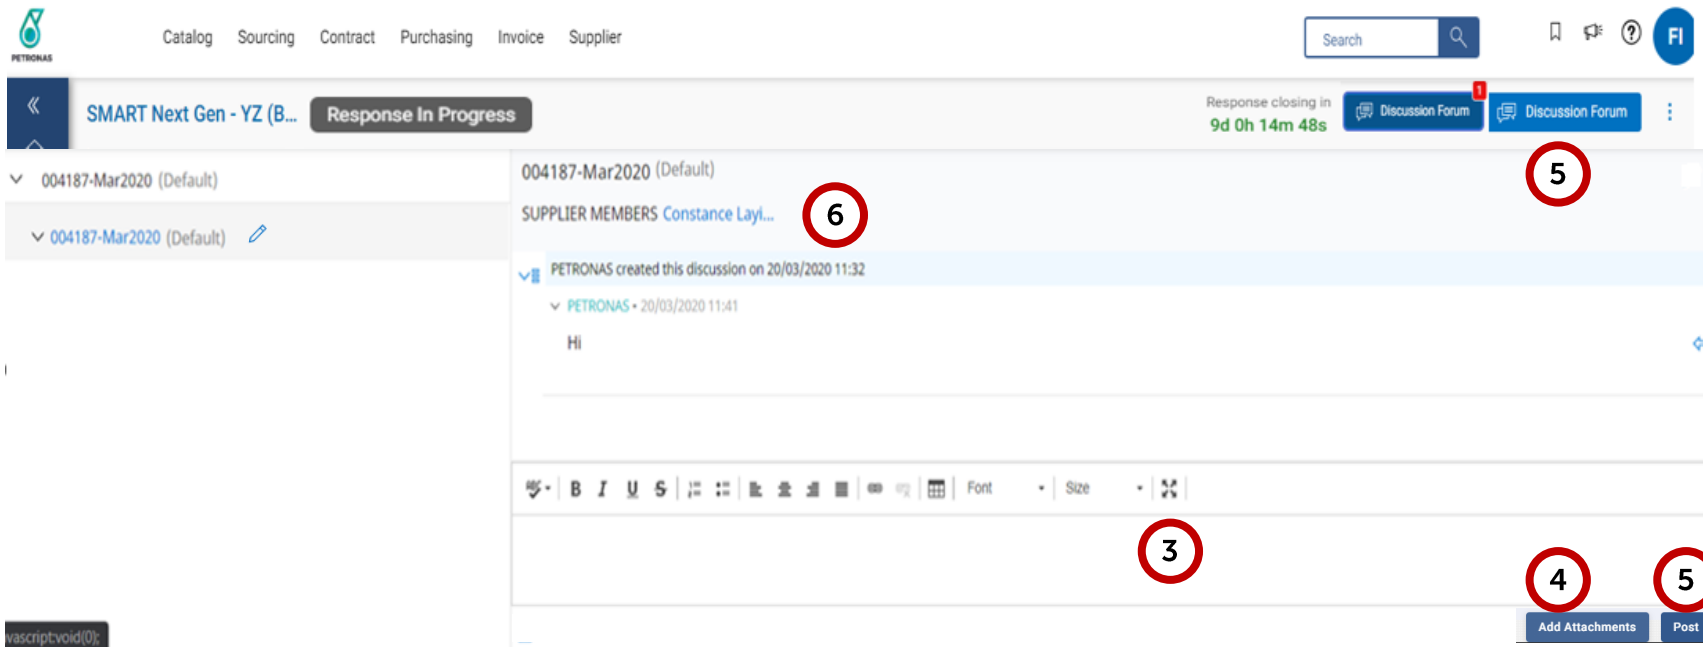 PETRONAS
Catalog Sourcing Contract Purchasing Invoice Supplier
Search
FI
SMART Next Gen - YZ (B...
Response In Progress
Response closing in
9d 0h 14m 48s
Discussion Forum
1
Discussion Forum
5
004187-Mar2020 (Default)
004187-Mar2020 (Default)
004187-Mar2020 (Default)
SUPPLIER MEMBERS Constance Layi...
6
PETRONAS created this discussion on 20/03/2020 11:32
PETRONAS • 20/03/2020 11:41
Hi
B I U S Font Size
3
4
5
Add Attachments
Post
vascript:void(0);